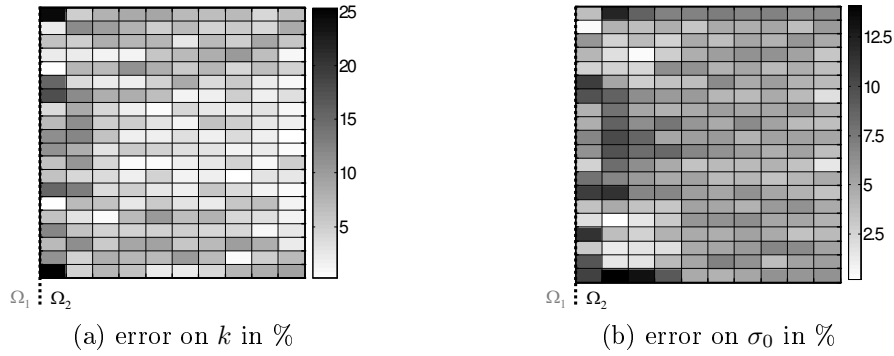 25
20
15
10
5
12.5
10
7.5
5
2.5
Ω₁ Ω₂
Ω₁ Ω₂
(a) error on k in %
(b) error on σ₀ in %